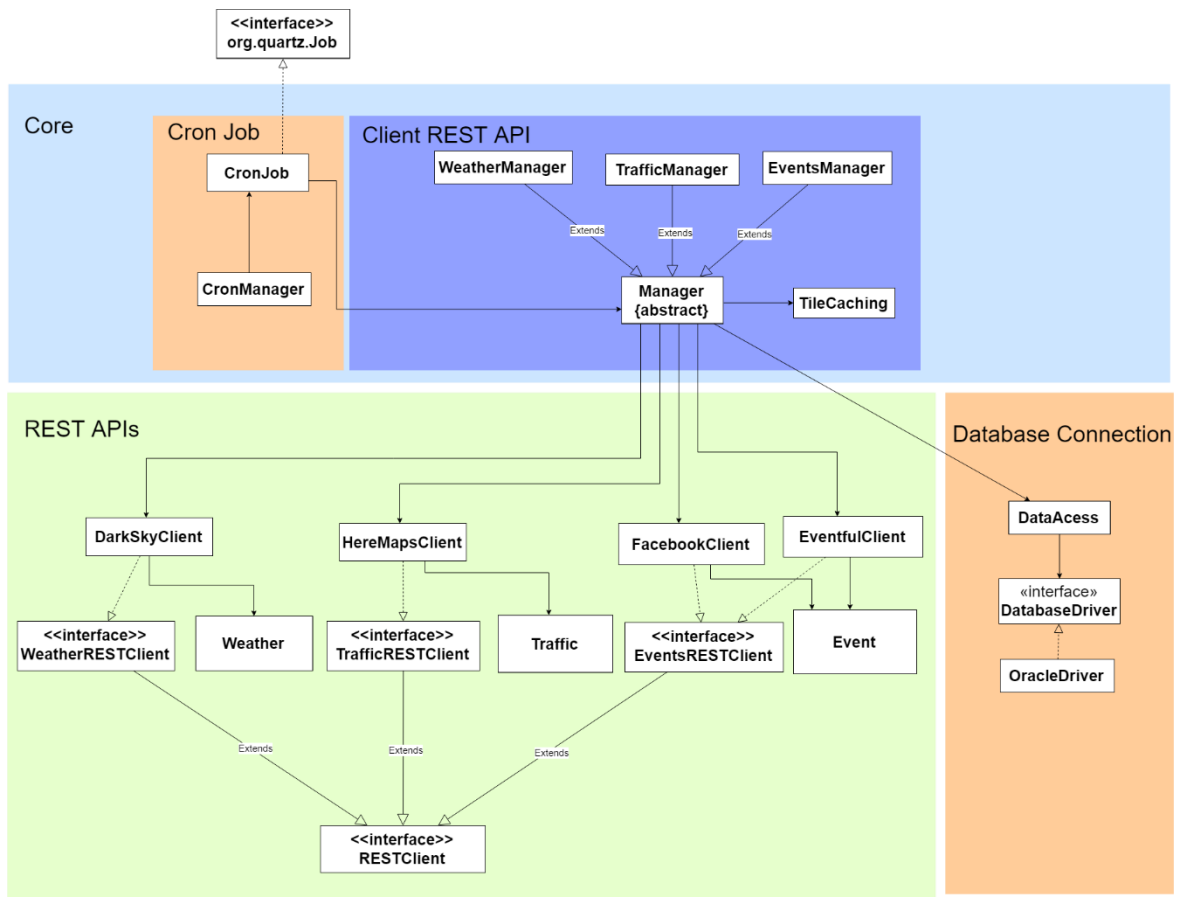 <<interface>>
org.quartz.Job
Core
Cron Job
Client REST API
CronJob
WeatherManager
TrafficManager
EventsManager
Extends
Extends
Extends
CronManager
Manager
{abstract}
TileCaching
REST APIs
Database Connection
DarkSkyClient
HereMapsClient
FacebookClient
EventfulClient
DataAcess
<<interface>>
WeatherRESTClient
Weather
<<interface>>
TrafficRESTClient
Traffic
<<interface>>
EventsRESTClient
Event
«interface»
DatabaseDriver
OracleDriver
Extends
Extends
Extends
<<interface>>
RESTClient